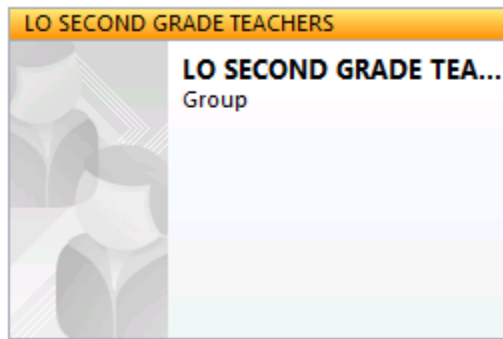 LO SECOND GRADE TEACHERS
LO SECOND GRADE TEA...
Group